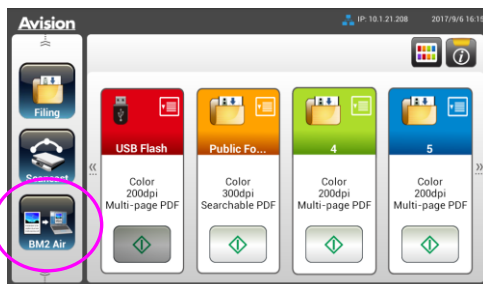 Avision
IP: 10.1.21.208 2017/9/6 16:15
Filing
Scancast
BM2 Air
USB Flash
Color
200dpi
Multi-page PDF
Public Fo...
Color
300dpi
Searchable PDF
4
Color
200dpi
Multi-page PDF
5
Color
200dpi
Multi-page PDF